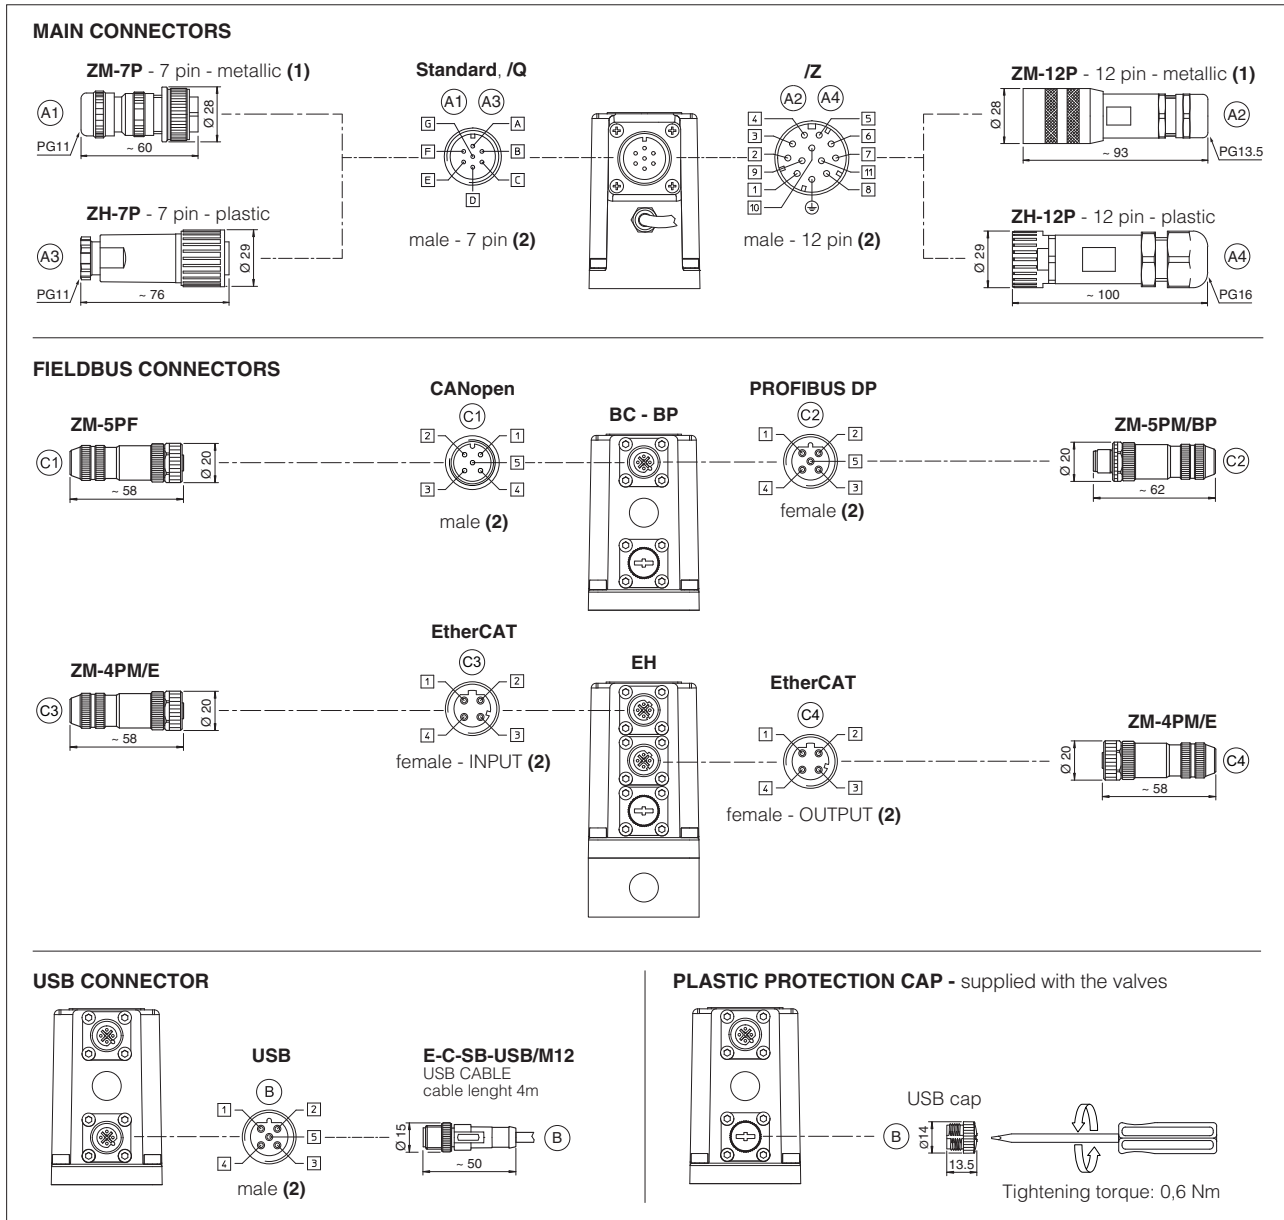 MAIN CONNECTORS
ZM-7P - 7 pin - metallic (1)
A1
PG11
~ 60
Ø 28
ZH-7P - 7 pin - plastic
A3
PG11
~ 76
Ø 29
Standard, /Q
A1 A3
G A
F B
E C
D
male - 7 pin (2)
/Z
A2 A4
4 5
3 6
2 7
9 11
1 8
10
male - 12 pin (2)
ZM-12P - 12 pin - metallic (1)
Ø 28
A2
~ 93
PG13.5
ZH-12P - 12 pin - plastic
Ø 29
A4
~ 100
PG16
FIELDBUS CONNECTORS
ZM-5PF
C1
Ø 20
~ 58
CANopen
C1
2 1
5
3 4
male (2)
BC - BP
PROFIBUS DP
C2
1 2
5
4 3
female (2)
ZM-5PM/BP
Ø 20
C2
~ 62
ZM-4PM/E
C3
Ø 20
~ 58
EtherCAT
C3
1 2
4 3
female - INPUT (2)
EH
EtherCAT
C4
1 2
4 3
female - OUTPUT (2)
ZM-4PM/E
Ø 20
C4
~ 58
USB CONNECTOR
USB
B
1 2
5
4 3
male (2)
E-C-SB-USB/M12
USB CABLE
cable lenght 4m
Ø 15
B
~ 50
PLASTIC PROTECTION CAP - supplied with the valves
USB cap
B
Ø14
13.5
Tightening torque: 0,6 Nm